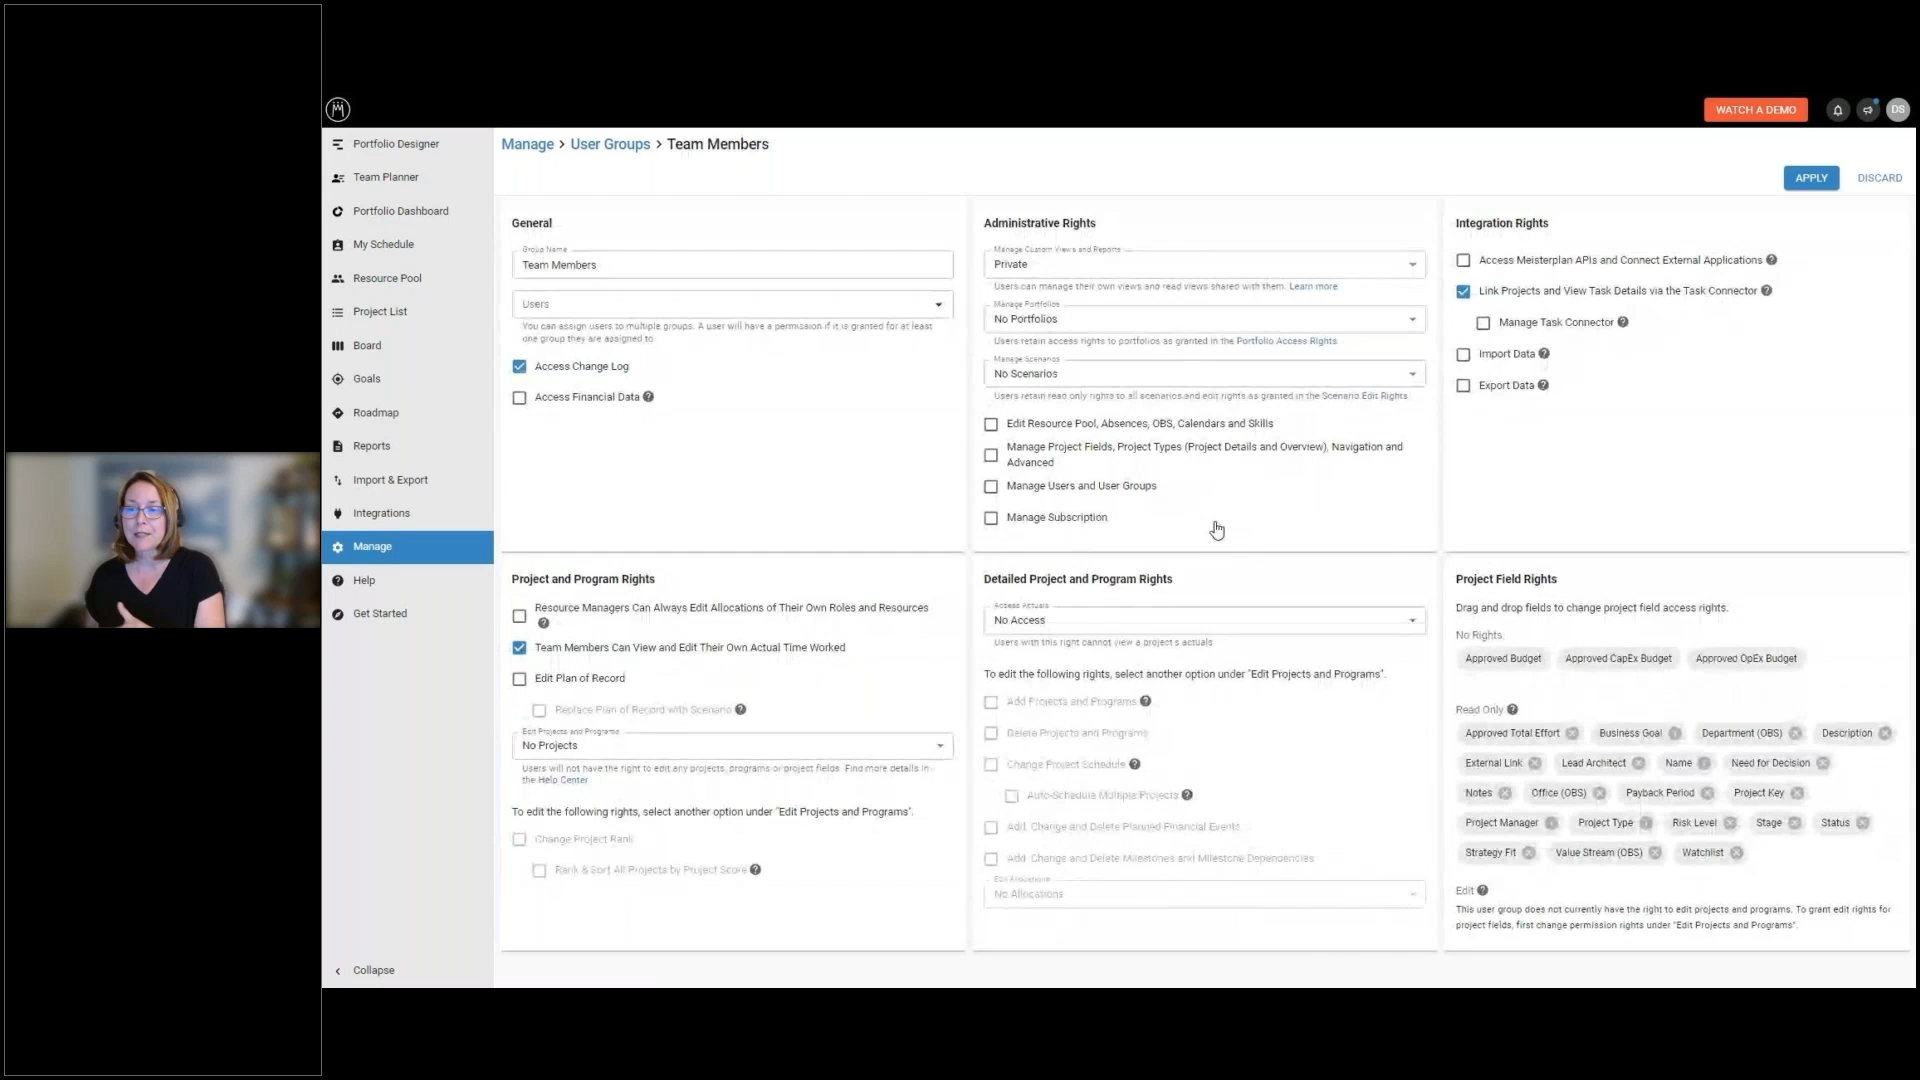 WATCH A DEMO
DS
Portfolio Designer
Team Planner
Portfolio Dashboard
My Schedule
Resource Pool
Project List
Board
Goals
Roadmap
Reports
Import & Export
Integrations
Manage
Help
Get Started
Collapse
Manage > User Groups > Team Members
APPLY
DISCARD
General
Group Name
Team Members
Users
You can assign users to multiple groups. A user will have a permission if it is granted for at least
one group they are assigned to
Access Change Log
Access Financial Data
Administrative Rights
Manage Custom Views and Reports
Private
Users can manage their own views and read views shared with them. Learn more
Manage Portfolios
No Portfolios
Users retain access rights to portfolios as granted in the Portfolio Access Rights.
Manage Scenarios
No Scenarios
Users retain read only rights to all scenarios and edit rights as granted in the Scenario Edit Rights.
Edit Resource Pool, Absences, OBS, Calendars and Skills
Manage Project Fields, Project Types (Project Details and Overview), Navigation and
Advanced
Manage Users and User Groups
Manage Subscription
Integration Rights
Access Meisterplan APIs and Connect External Applications
Link Projects and View Task Details via the Task Connector
Manage Task Connector
Import Data
Export Data
Project and Program Rights
Resource Managers Can Always Edit Allocations of Their Own Roles and Resources
Team Members Can View and Edit Their Own Actual Time Worked
Edit Plan of Record
Replace Plan of Record with Scenario
Edit Projects and Programs
No Projects
Users will not have the right to edit any projects, programs or project fields. Find more details in
the Help Center
To edit the following rights, select another option under "Edit Projects and Programs".
Change Project Rank
Rank & Sort All Projects by Project Score
Detailed Project and Program Rights
Access Actuals
No Access
Users with this right cannot view a project's actuals
To edit the following rights, select another option under "Edit Projects and Programs".
Add Projects and Programs
Delete Projects and Programs
Change Project Schedule
Auto-Schedule Multiple Projects
Add, Change and Delete Planned Financial Events
Add, Change and Delete Milestones and Milestone Dependencies
Edit Allocations
No Allocations
Project Field Rights
Drag and drop fields to change project field access rights.
No Rights
Approved Budget Approved CapEx Budget Approved OpEx Budget
Read Only
Approved Total Effort Business Goal Department (OBS) Description
External Link Lead Architect Name Need for Decision
Notes Office (OBS) Payback Period Project Key
Project Manager Project Type Risk Level Stage Status
Strategy Fit Value Stream (OBS) Watchlist
Edit
This user group does not currently have the right to edit projects and programs. To grant edit rights for
project fields, first change permission rights under "Edit Projects and Programs".